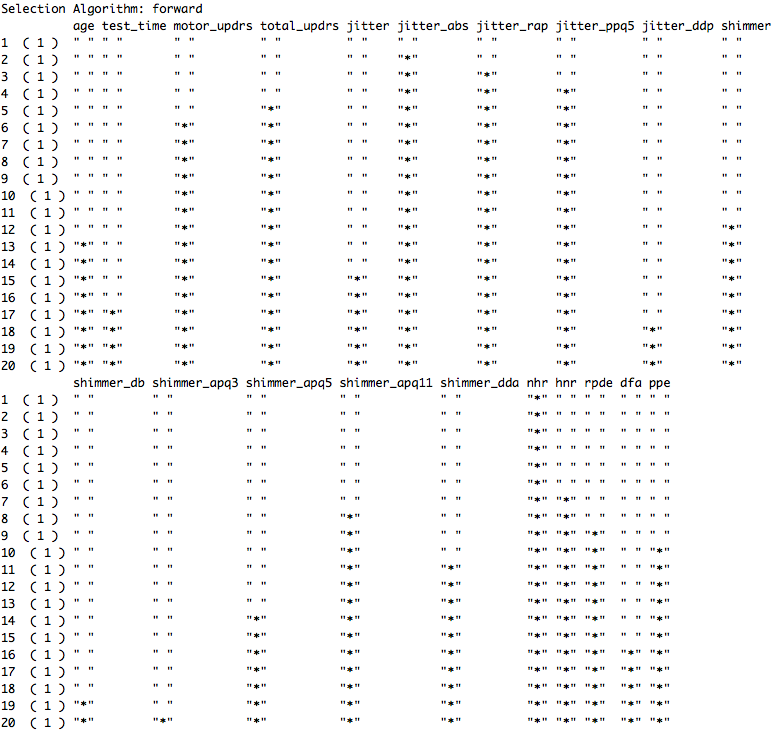 Selection Algorithm: forward
age test_time motor_updrs total_updrs jitter jitter_abs jitter_rap jitter_ppq5 jitter_ddp shimmer
1 ( 1 ) " " " " " " " " " " " " " " " " " " " "
2 ( 1 ) " " " " " " " " " " "*" " " " " " " " "
3 ( 1 ) " " " " " " " " " " "*" "*" " " " " " "
4 ( 1 ) " " " " " " " " " " "*" "*" "*" " " " "
5 ( 1 ) " " " " " " "*" " " "*" "*" "*" " " " "
6 ( 1 ) " " " " "*" "*" " " "*" "*" "*" " " " "
7 ( 1 ) " " " " "*" "*" " " "*" "*" "*" " " " "
8 ( 1 ) " " " " "*" "*" " " "*" "*" "*" " " " "
9 ( 1 ) " " " " "*" "*" " " "*" "*" "*" " " " "
10 ( 1 ) " " " " "*" "*" " " "*" "*" "*" " " " "
11 ( 1 ) " " " " "*" "*" " " "*" "*" "*" " " " "
12 ( 1 ) " " " " "*" "*" " " "*" "*" "*" " " "*"
13 ( 1 ) "*" " " "*" "*" " " "*" "*" "*" " " "*"
14 ( 1 ) "*" " " "*" "*" " " "*" "*" "*" " " "*"
15 ( 1 ) "*" " " "*" "*" "*" "*" "*" "*" " " "*"
16 ( 1 ) "*" " " "*" "*" "*" "*" "*" "*" " " "*"
17 ( 1 ) "*" "*" "*" "*" "*" "*" "*" "*" " " "*"
18 ( 1 ) "*" "*" "*" "*" "*" "*" "*" "*" "*" "*"
19 ( 1 ) "*" "*" "*" "*" "*" "*" "*" "*" "*" "*"
20 ( 1 ) "*" "*" "*" "*" "*" "*" "*" "*" "*" "*"
shimmer_db shimmer_apq3 shimmer_apq5 shimmer_apq11 shimmer_dda nhr hnr rpde dfa ppe
1 ( 1 ) " " " " " " " " " " "*" " " " " " " " "
2 ( 1 ) " " " " " " " " " " "*" " " " " " " " "
3 ( 1 ) " " " " " " " " " " "*" " " " " " " " "
4 ( 1 ) " " " " " " " " " " "*" " " " " " " " "
5 ( 1 ) " " " " " " " " " " "*" " " " " " " " "
6 ( 1 ) " " " " " " " " " " "*" " " " " " " " "
7 ( 1 ) " " " " " " " " " " "*" "*" " " " " " "
8 ( 1 ) " " " " " " "*" " " "*" "*" " " " " " "
9 ( 1 ) " " " " " " "*" " " "*" "*" "*" " " " "
10 ( 1 ) " " " " " " "*" " " "*" "*" "*" " " "*"
11 ( 1 ) " " " " " " "*" "*" "*" "*" "*" " " "*"
12 ( 1 ) " " " " " " "*" "*" "*" "*" "*" " " "*"
13 ( 1 ) " " " " " " "*" "*" "*" "*" "*" " " "*"
14 ( 1 ) " " " " "*" "*" "*" "*" "*" "*" " " "*"
15 ( 1 ) " " " " "*" "*" "*" "*" "*" "*" " " "*"
16 ( 1 ) " " " " "*" "*" "*" "*" "*" "*" "*" "*"
17 ( 1 ) " " " " "*" "*" "*" "*" "*" "*" "*" "*"
18 ( 1 ) " " " " "*" "*" "*" "*" "*" "*" "*" "*"
19 ( 1 ) "*" " " "*" "*" "*" "*" "*" "*" "*" "*"
20 ( 1 ) "*" "*" "*" "*" "*" "*" "*" "*" "*" "*"